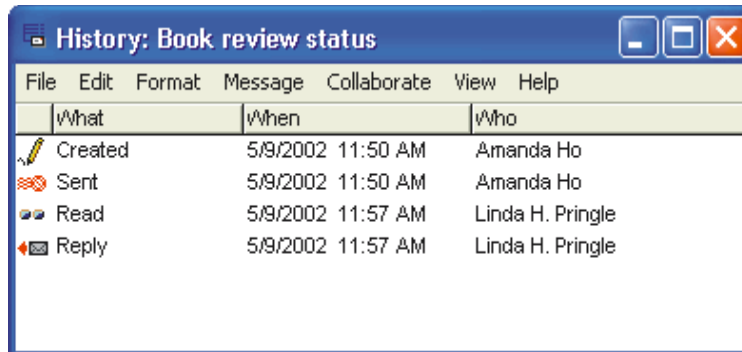 History: Book review status
File Edit Format Message Collaborate View Help
What When Who
Created 5/9/2002 11:50 AM Amanda Ho
Sent 5/9/2002 11:50 AM Amanda Ho
Read 5/9/2002 11:57 AM Linda H. Pringle
Reply 5/9/2002 11:57 AM Linda H. Pringle